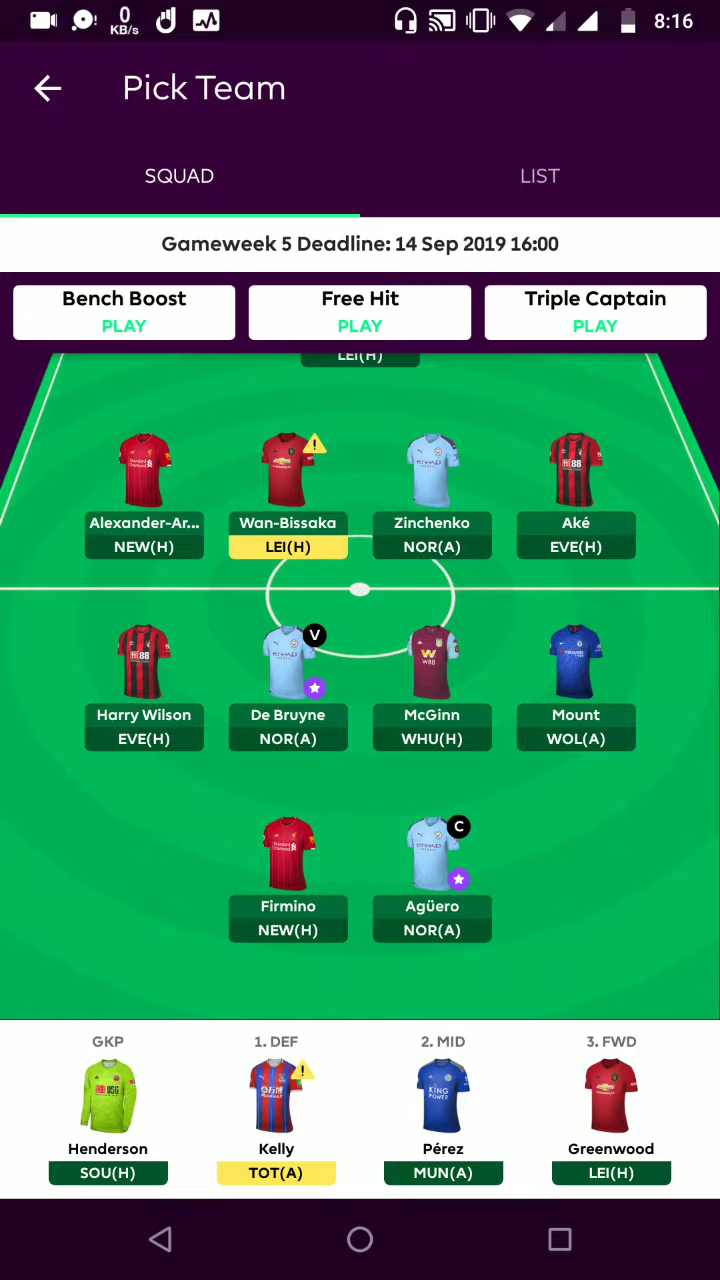 0
KB/s
8:16
Pick Team
SQUAD
LIST
Gameweek 5 Deadline: 14 Sep 2019 16:00
Bench Boost
PLAY
Free Hit
PLAY
Triple Captain
PLAY
LEI(H)
Alexander-Ar...
NEW(H)
Wan-Bissaka
LEI(H)
Zinchenko
NOR(A)
Aké
EVE(H)
Harry Wilson
EVE(H)
V
De Bruyne
NOR(A)
McGinn
WHU(H)
Mount
WOL(A)
Firmino
NEW(H)
C
Agüero
NOR(A)
GKP
1. DEF
2. MID
3. FWD
Henderson
SOU(H)
Kelly
TOT(A)
KING
POWER
Pérez
MUN(A)
Greenwood
LEI(H)